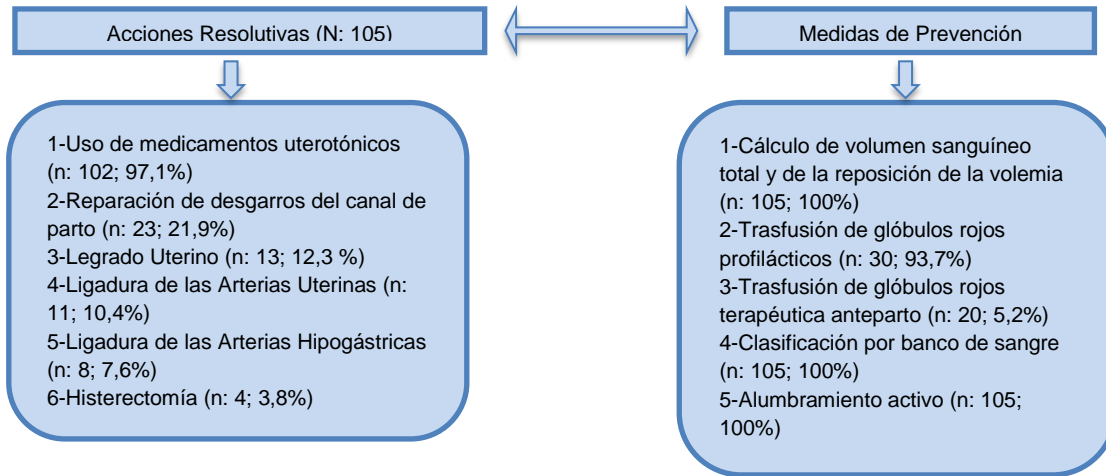 Acciones Resolutivas (N: 105)
Medidas de Prevención
1-Uso de medicamentos uterotónicos
(n: 102; 97,1%)
2-Reparación de desgarros del canal de
parto (n: 23; 21,9%)
3-Legrado Uterino (n: 13; 12,3 %)
4-Ligadura de las Arterias Uterinas (n:
11; 10,4%)
5-Ligadura de las Arterias Hipogástricas
(n: 8; 7,6%)
6-Histerectomía (n: 4; 3,8%)
1-Cálculo de volumen sanguíneo
total y de la reposición de la volemia
(n: 105; 100%)
2-Trasfusión de glóbulos rojos
profilácticos (n: 30; 93,7%)
3-Trasfusión de glóbulos rojos
terapéutica anteparto (n: 20; 5,2%)
4-Clasificación por banco de sangre
(n: 105; 100%)
5-Alumbramiento activo (n: 105;
100%)